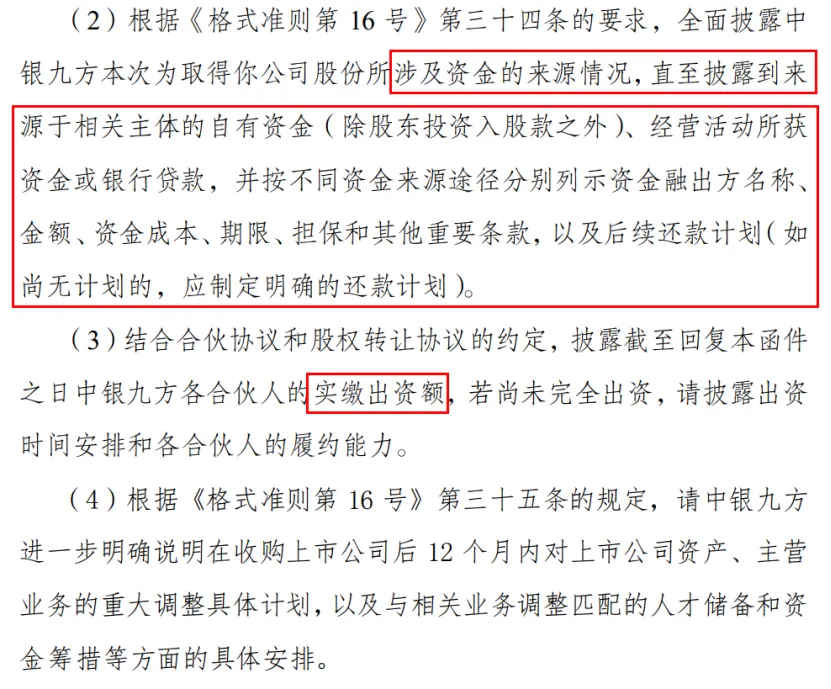 （2）根据《格式准则第 16 号》第三十四条的要求，全面披露中
银九方本次为取得你公司股份所涉及资金的来源情况，直至披露到来
源于相关主体的自有资金（除股东投资入股款之外）、经营活动所获
资金或银行贷款，并按不同资金来源途径分别列示资金融出方名称、
金额、资金成本、期限、担保和其他重要条款，以及后续还款计划（如
尚无计划的，应制定明确的还款计划）。
（3）结合合伙协议和股权转让协议的约定，披露截至回复本函件
之日中银九方各合伙人的实缴出资额，若尚未完全出资，请披露出资
时间安排和各合伙人的履约能力。
（4）根据《格式准则第 16 号》第三十五条的规定，请中银九方
进一步明确说明在收购上市公司后 12 个月内对上市公司资产、主营
业务的重大调整具体计划，以及与相关业务调整匹配的人才储备和资
金筹措等方面的具体安排。